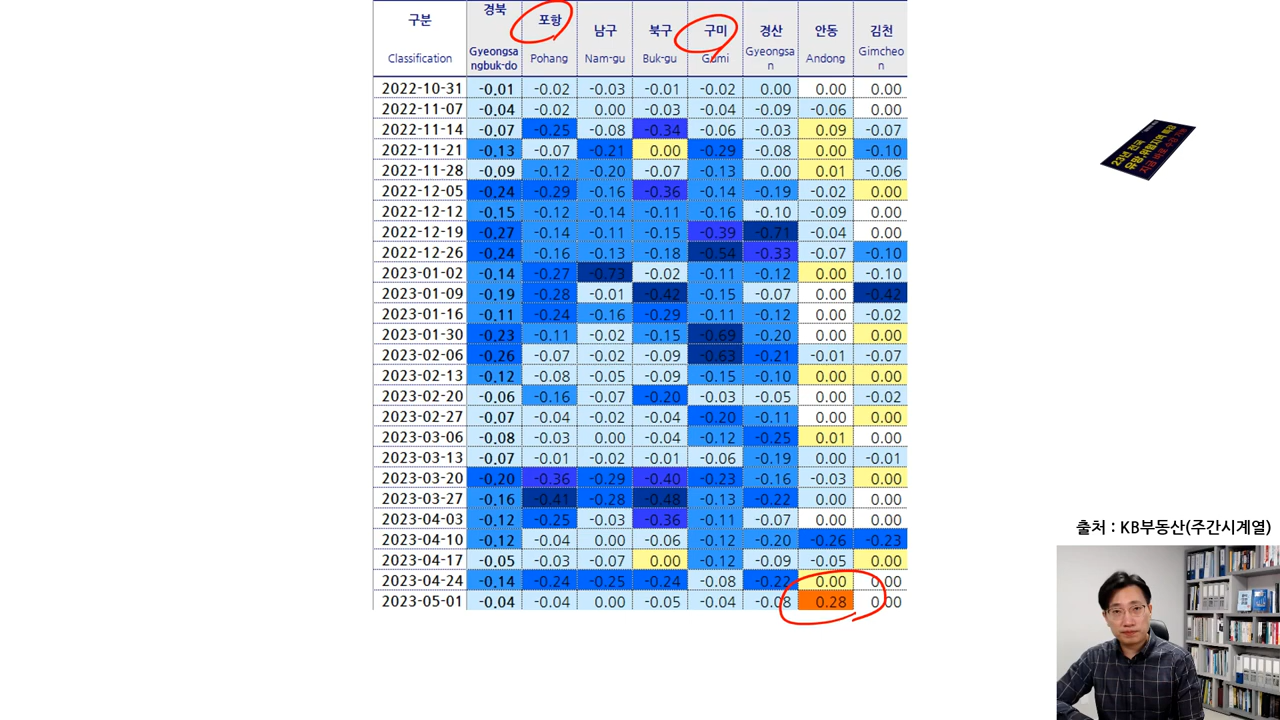 구분 경북 포항 남구 북구 구미 경산 안동 김천
Classification Gyeongsangbuk-do Pohang Nam-gu Buk-gu Gumi Gyeongsan Andong Gimcheon
2022-10-31 -0.01 -0.02 -0.03 -0.01 -0.02 0.00 0.00 0.00
2022-11-07 -0.04 -0.02 0.00 -0.03 -0.04 -0.09 -0.06 0.00
2022-11-14 -0.07 -0.25 -0.08 -0.34 -0.06 -0.03 0.09 -0.07
2022-11-21 -0.13 -0.07 -0.21 0.00 -0.29 -0.08 0.00 -0.10
2022-11-28 -0.09 -0.12 -0.20 -0.07 -0.13 0.00 0.01 -0.06
2022-12-05 -0.24 -0.29 -0.16 -0.36 -0.14 -0.19 -0.02 0.00
2022-12-12 -0.15 -0.12 -0.14 -0.11 -0.16 -0.10 -0.09 0.00
2022-12-19 -0.27 -0.14 -0.11 -0.15 -0.39 -0.71 -0.04 0.00
2022-12-26 -0.24 -0.16 -0.13 -0.18 -0.54 -0.33 -0.07 -0.10
2023-01-02 -0.14 -0.27 -0.73 -0.02 -0.11 -0.12 0.00 -0.10
2023-01-09 -0.19 -0.28 -0.01 -0.42 -0.15 -0.07 0.00 -0.42
2023-01-16 -0.11 -0.24 -0.16 -0.29 -0.11 -0.12 0.00 -0.02
2023-01-30 -0.23 -0.11 -0.02 -0.15 -0.69 -0.20 0.00 0.00
2023-02-06 -0.26 -0.07 -0.02 -0.09 -0.63 -0.21 -0.01 -0.07
2023-02-13 -0.12 -0.08 -0.05 -0.09 -0.15 -0.10 0.00 0.00
2023-02-20 -0.06 -0.16 -0.07 -0.20 -0.03 -0.05 0.00 -0.02
2023-02-27 -0.07 -0.04 -0.02 -0.04 -0.20 -0.11 0.00 0.00
2023-03-06 -0.08 -0.03 0.00 -0.04 -0.12 -0.25 0.01 0.00
2023-03-13 -0.07 -0.01 -0.02 -0.01 -0.06 -0.19 0.00 -0.01
2023-03-20 -0.20 -0.36 -0.29 -0.40 -0.23 -0.16 -0.03 0.00
2023-03-27 -0.16 -0.41 -0.28 -0.48 -0.13 -0.22 0.00 0.00
2023-04-03 -0.12 -0.25 -0.03 -0.36 -0.11 -0.07 0.00 0.00
2023-04-10 -0.12 -0.04 0.00 -0.06 -0.12 -0.20 -0.26 -0.23
2023-04-17 -0.05 -0.03 -0.07 0.00 -0.12 -0.09 -0.05 0.00
2023-04-24 -0.14 -0.24 -0.25 -0.24 -0.08 -0.22 0.00 0.00
2023-05-01 -0.04 -0.04 0.00 -0.05 -0.04 -0.08 0.28 0.00
23년 전국
출처 : KB부동산(주간시계열)